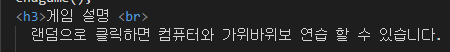 <h3>게임 설명 <br>
랜덤으로 클릭하면 컴퓨터와 가위바위보 연습 할 수 있습니다.